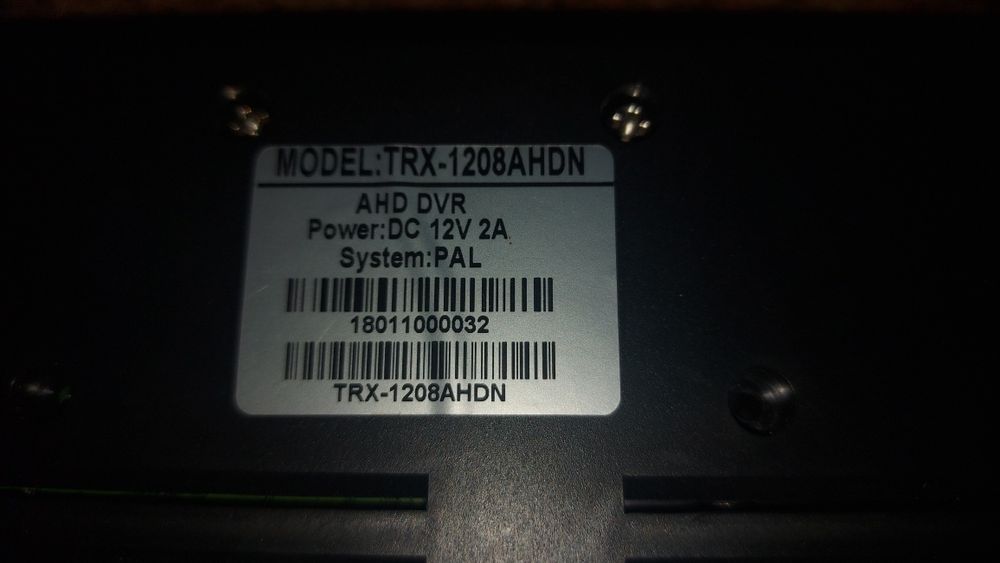 MODEL:TRX-1208AHDN
AHD DVR
Power:DC 12V 2A
System:PAL
18011000032
TRX-1208AHDN